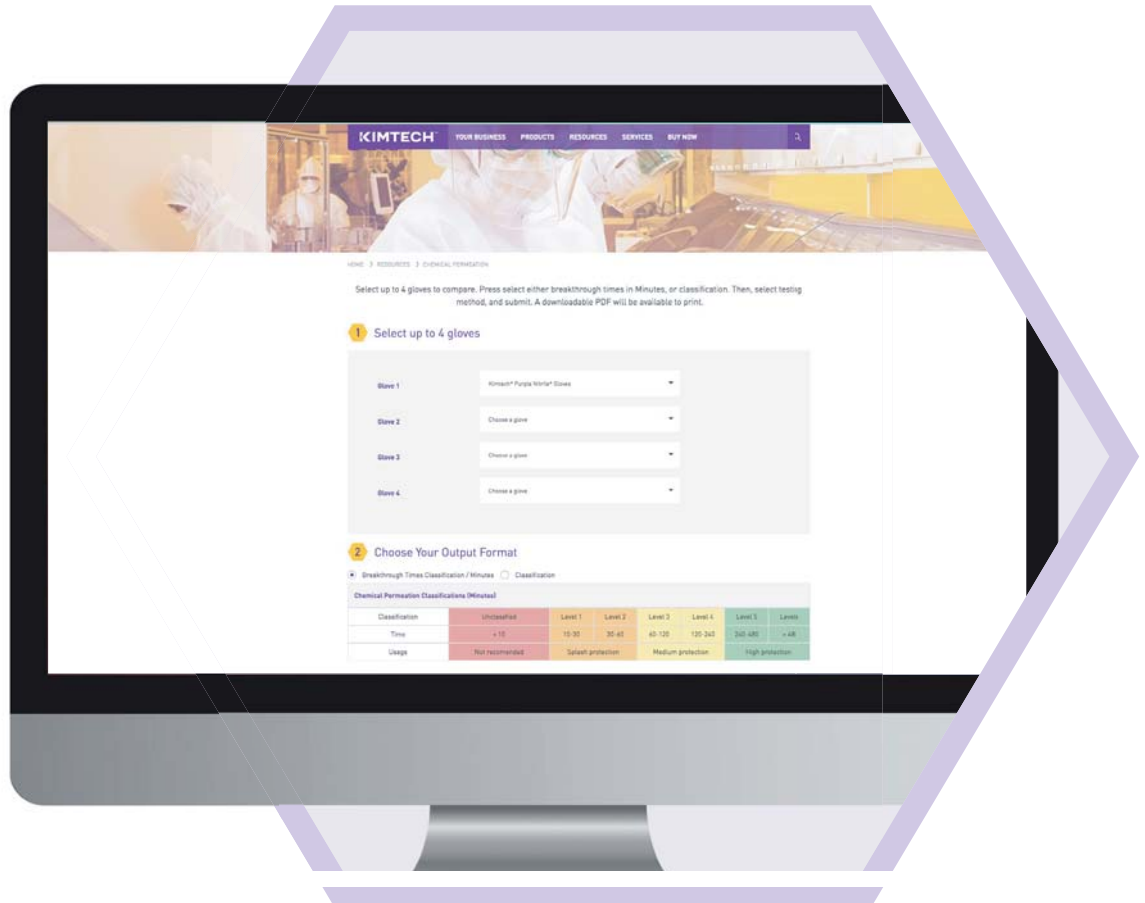 KIMTECH™ YOUR BUSINESS PRODUCTS RESOURCES SERVICES BUY NOW
HOME > RESOURCES > CHEMICAL PERMEATION
Select up to 4 gloves to compare. Press select either breakthrough times in Minutes, or classification. Then, select testig
method, and submit. A downloadable PDF will be available to print.
1 Select up to 4 gloves
Glove 1 Kimtech® Purple Nitrile® Gloves
Glove 2 Choose a glove
Glove 3 Choose a glove
Glove 4 Choose a glove
2 Choose Your Output Format
Breakthrough Times Classification / Minutes Classification
Chemical Permeation Classifications (Minutes)
Classification Unclassified Level 1 Level 2 Level 3 Level 4 Level 5 Levels
Time < 10 10-30 30-60 60-120 120-240 240-480
Usage Not recomended Splash protection Medium protection High protection